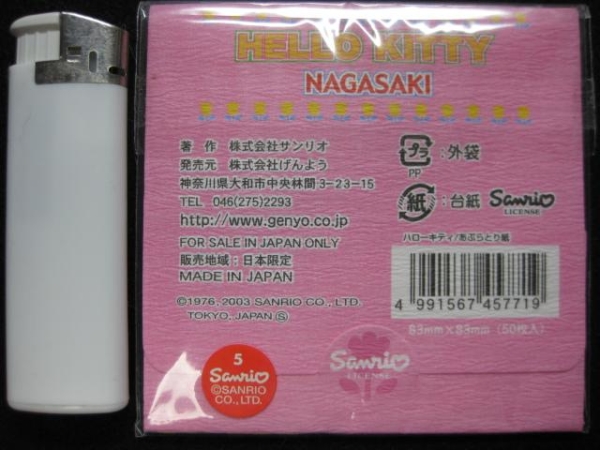 HELLO KITTY
NAGASAKI
著 作 株式会社サンリオ
発売元 株式会社げんよう
神奈川県大和市中央林間3-23-15
TEL. 046(275)2293
http://www.genyo.co.jp
FOR SALE IN JAPAN ONLY
販売地域：日本限定
MADE IN JAPAN
©1976, 2003 SANRIO CO., LTD.
TOKYO, JAPAN Ⓢ
プラ :外袋
PP
紙 :台紙
Sanrio
LICENSE
ハローキティ/あぶらとり紙
4 991567 457719
83mm×83mm (50枚入)
5
Sanrio
©SANRIO
CO., LTD.
Sanrio
LICENSE